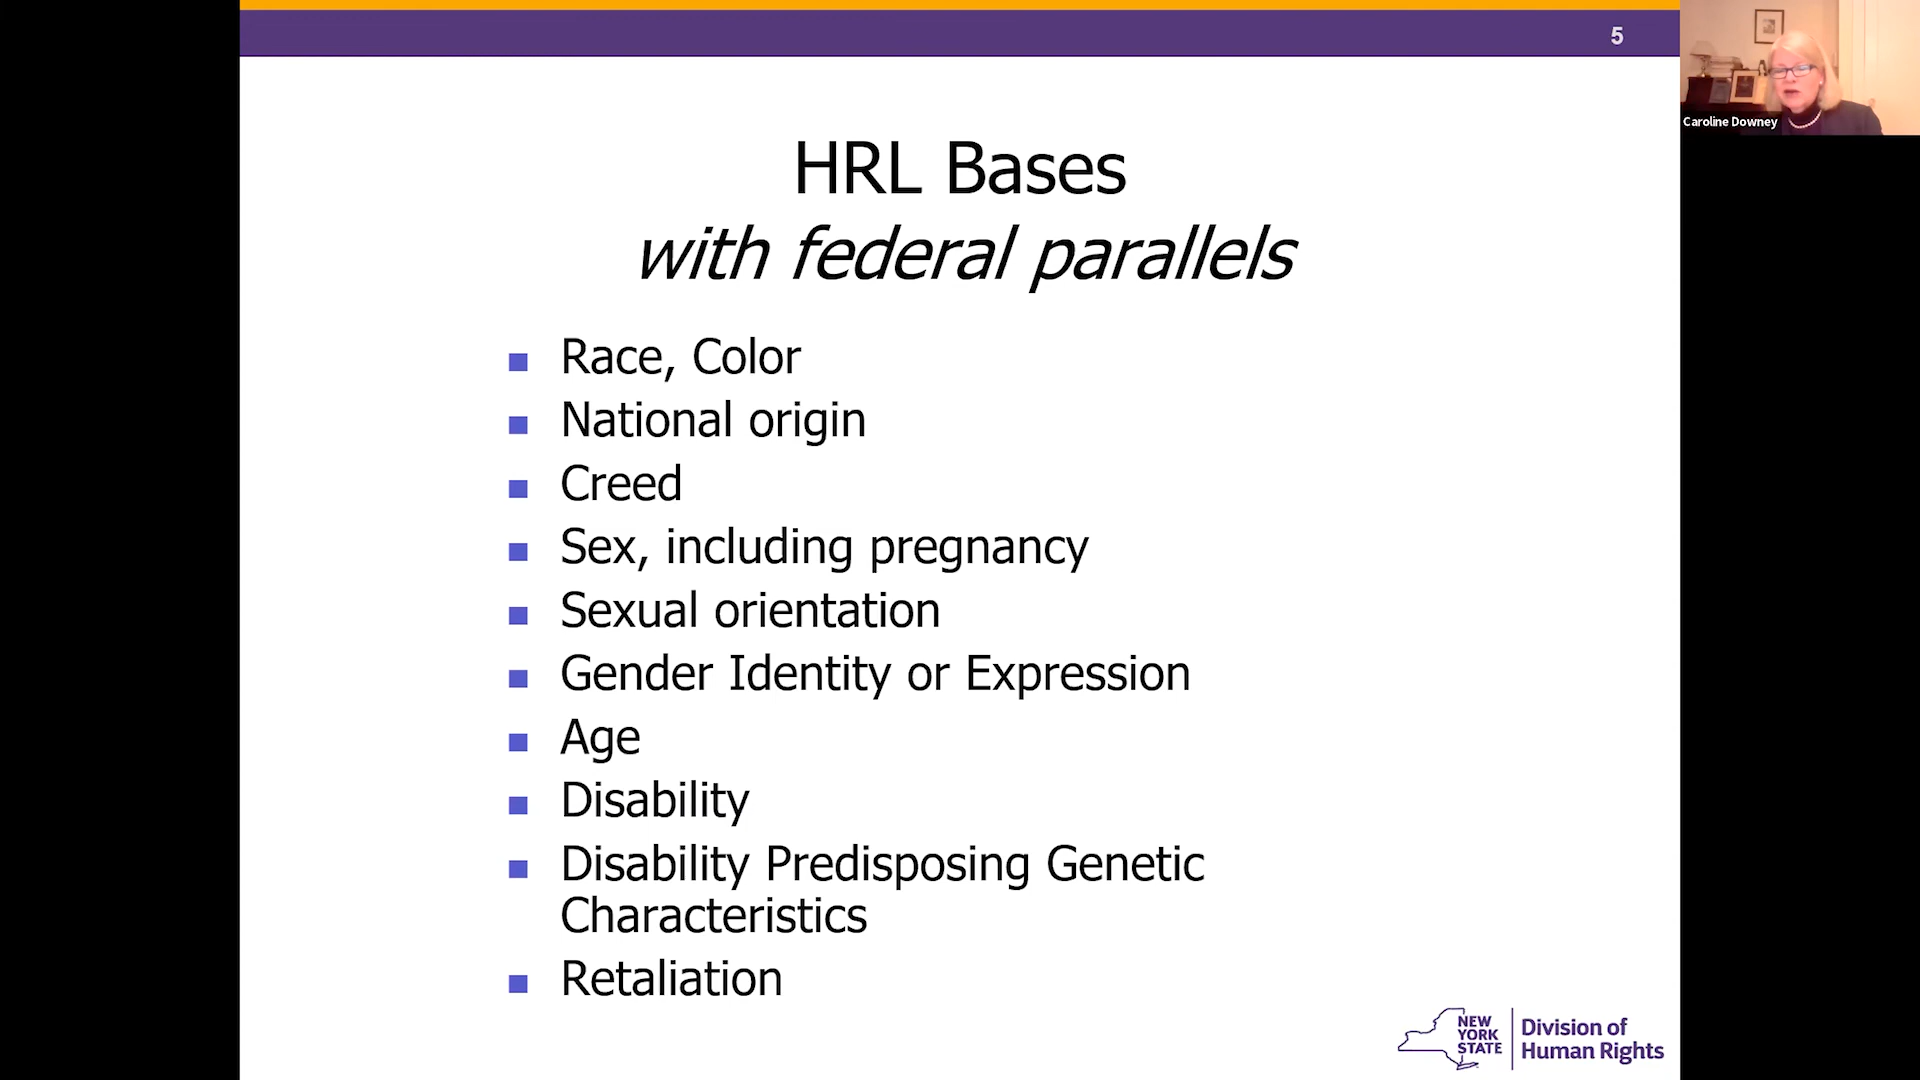 5
Caroline Downey
HRL Bases
with federal parallels
Race, Color
National origin
Creed
Sex, including pregnancy
Sexual orientation
Gender Identity or Expression
Age
Disability
Disability Predisposing Genetic
Characteristics
Retaliation
NEW
YORK
STATE
Division of
Human Rights